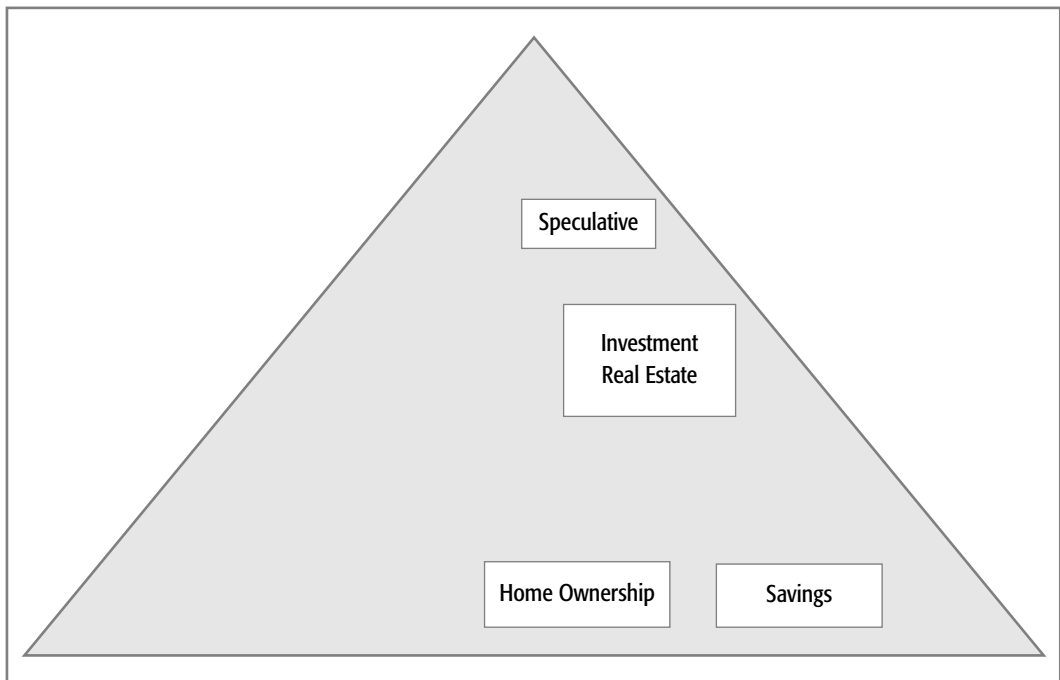 Speculative
Investment
Real Estate
Home Ownership
Savings